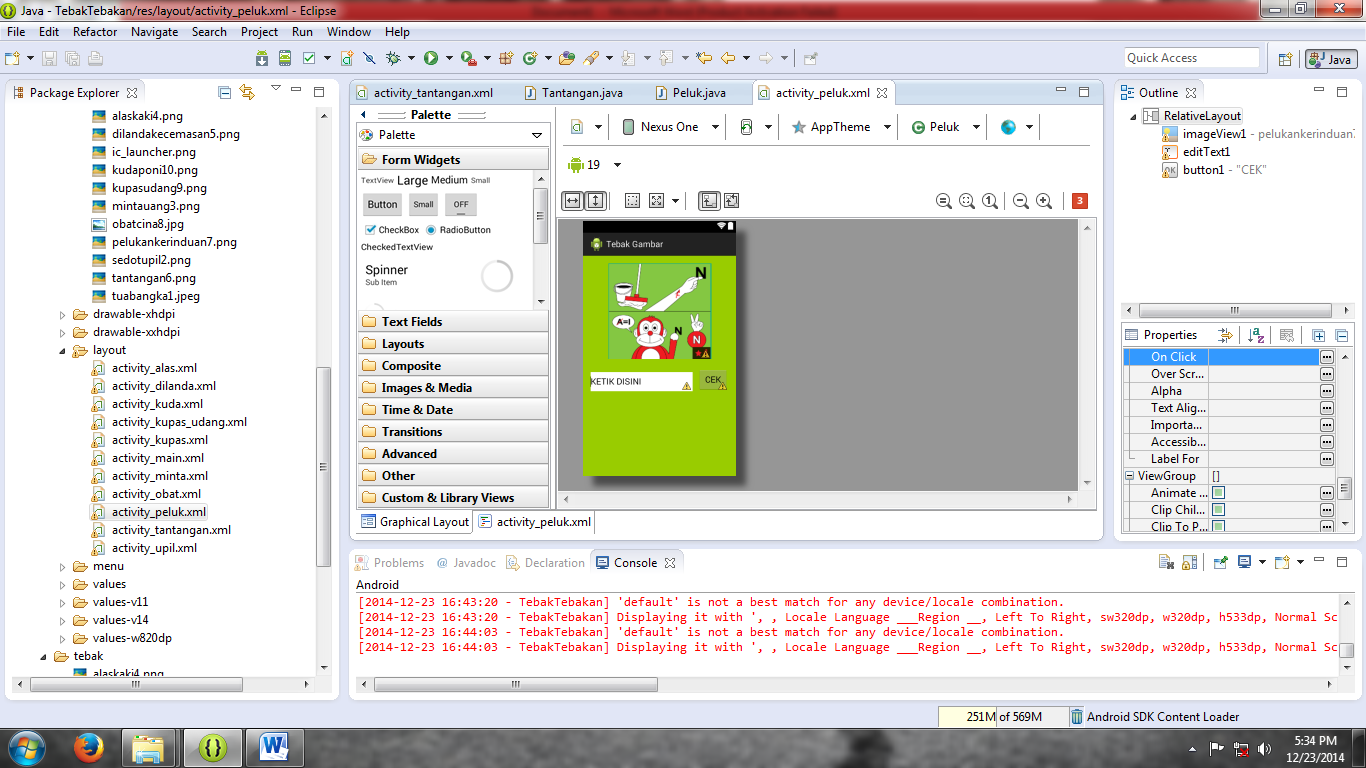 Java - TebakTebakan/res/layout/activity_peluk.xml - Eclipse
File Edit Refactor Navigate Search Project Run Window Help
Quick Access
Java
Package Explorer
alaskaki4.png
dilandakecemasan5.png
ic_launcher.png
kudaponi10.png
kupasudang9.png
mintauang3.png
obatcina8.jpg
pelukankerinduan7.png
sedotupil2.png
tantangan6.png
tuabangka1.jpeg
drawable-xhdpi
drawable-xxhdpi
layout
activity_alas.xml
activity_dilanda.xml
activity_kuda.xml
activity_kupas_udang.xml
activity_kupas.xml
activity_main.xml
activity_minta.xml
activity_obat.xml
activity_peluk.xml
activity_tantangan.xml
activity_upil.xml
menu
values
values-v11
values-v14
values-w820dp
tebak
alaskaki4.png
activity_tantangan.xml
Tantangan.java
Peluk.java
activity_peluk.xml
Palette
Palette
Form Widgets
TextView Large Medium Small
Button Small OFF
CheckBox RadioButton
CheckedTextView
Spinner
Sub Item
Text Fields
Layouts
Composite
Images & Media
Time & Date
Transitions
Advanced
Other
Custom & Library Views
Nexus One
AppTheme
Peluk
19
3
Tebak Gambar
N
A=I
N
N
KETIK DISINI
CEK
Graphical Layout
activity_peluk.xml
Outline
RelativeLayout
imageView1 - pelukankerinduan7
editText1
button1 - "CEK"
Properties
On Click
Over Scr...
Alpha
Text Alig...
Importa...
Accessib...
Label For
ViewGroup []
Animate ...
Clip Chil...
Clip To P...
Problems
@ Javadoc
Declaration
Console
Android
[2014-12-23 16:43:20 - TebakTebakan] 'default' is not a best match for any device/locale combination.
[2014-12-23 16:43:20 - TebakTebakan] Displaying it with ', , Locale Language ___Region __, Left To Right, sw320dp, w320dp, h533dp, Normal Sc
[2014-12-23 16:44:03 - TebakTebakan] 'default' is not a best match for any device/locale combination.
[2014-12-23 16:44:03 - TebakTebakan] Displaying it with ', , Locale Language ___Region __, Left To Right, sw320dp, w320dp, h533dp, Normal Sc
251M of 569M
Android SDK Content Loader
5:34 PM
12/23/2014